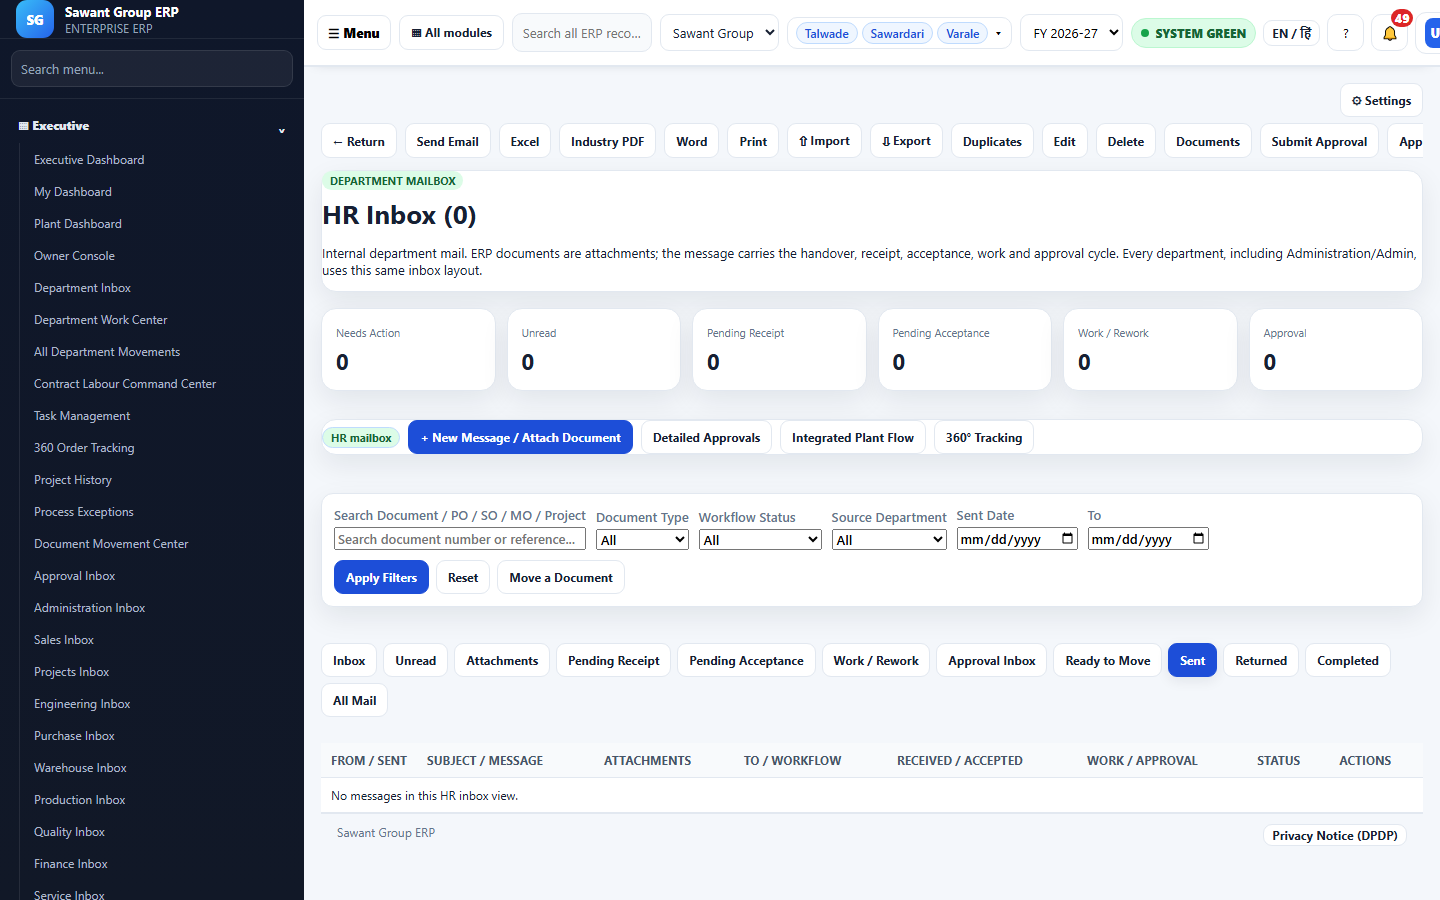 SG
Sawant Group ERP
ENTERPRISE ERP
Search menu...
Executive
Executive Dashboard
My Dashboard
Plant Dashboard
Owner Console
Department Inbox
Department Work Center
All Department Movements
Contract Labour Command Center
Task Management
360 Order Tracking
Project History
Process Exceptions
Document Movement Center
Approval Inbox
Administration Inbox
Sales Inbox
Projects Inbox
Engineering Inbox
Purchase Inbox
Warehouse Inbox
Production Inbox
Quality Inbox
Finance Inbox
Service Inbox
☰ Menu
All modules
Search all ERP reco...
Sawant Group
Talwade Sawardari Varale
FY 2026-27
SYSTEM GREEN
EN / हिं
?
49
U
⚙ Settings
← Return
Send Email
Excel
Industry PDF
Word
Print
⇧ Import
⇩ Export
Duplicates
Edit
Delete
Documents
Submit Approval
App
DEPARTMENT MAILBOX
HR Inbox (0)
Internal department mail. ERP documents are attachments; the message carries the handover, receipt, acceptance, work and approval cycle. Every department, including Administration/Admin,
uses this same inbox layout.
Needs Action
0
Unread
0
Pending Receipt
0
Pending Acceptance
0
Work / Rework
0
Approval
0
HR mailbox
+ New Message / Attach Document
Detailed Approvals
Integrated Plant Flow
360° Tracking
Search Document / PO / SO / MO / Project
Search document number or reference...
Document Type
All
Workflow Status
All
Source Department
All
Sent Date
mm/dd/yyyy
To
mm/dd/yyyy
Apply Filters
Reset
Move a Document
Inbox
Unread
Attachments
Pending Receipt
Pending Acceptance
Work / Rework
Approval Inbox
Ready to Move
Sent
Returned
Completed
All Mail
FROM / SENT SUBJECT / MESSAGE ATTACHMENTS TO / WORKFLOW RECEIVED / ACCEPTED WORK / APPROVAL STATUS ACTIONS
No messages in this HR inbox view.
Sawant Group ERP
Privacy Notice (DPDP)